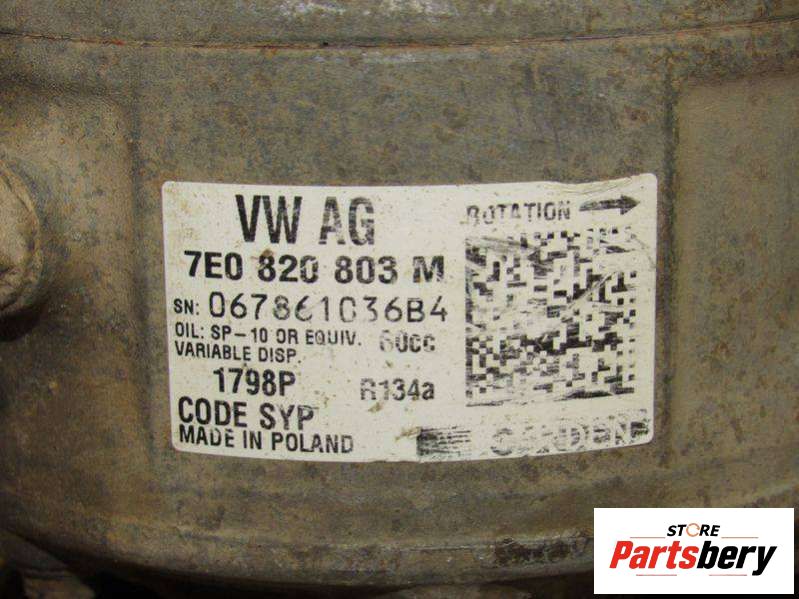 VW AG
ROTATION
7E0 820 803 M
SN: 067861036B4
OIL: SP-10 OR EQUIV. 60cc
VARIABLE DISP.
1798P R134a
CODE SYP
MADE IN POLAND
STORE
Partsbery